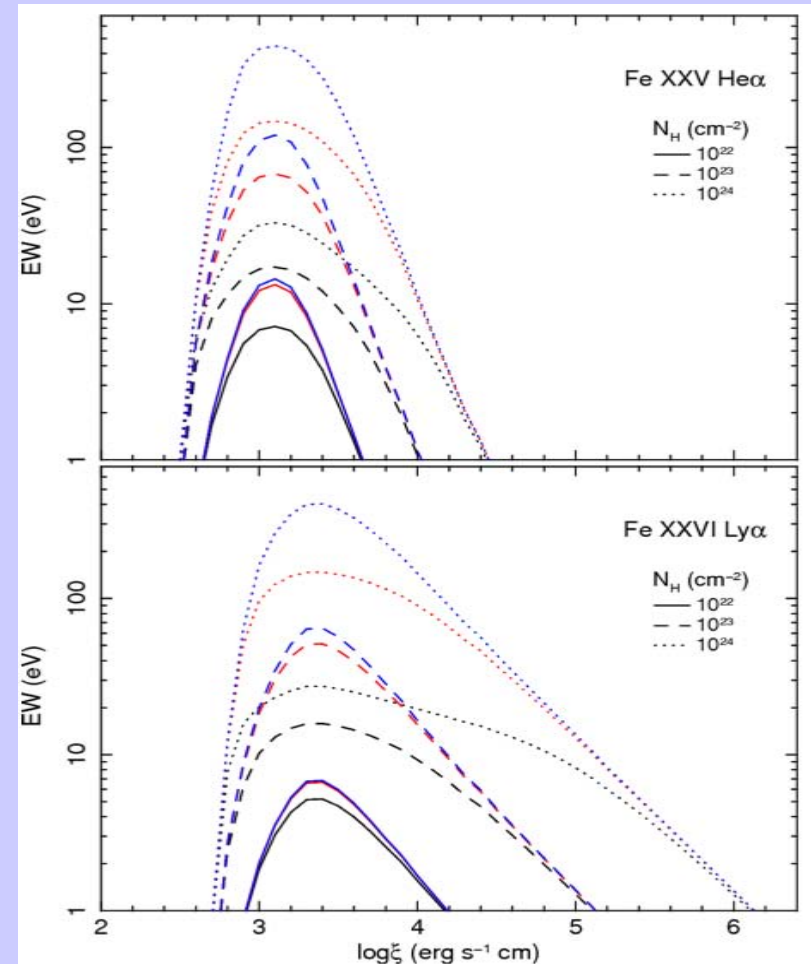 Fe XXV Heα
N_H (cm⁻²)
10²²
10²³
10²⁴
100
10
1
EW (eV)
Fe XXVI Lyα
N_H (cm⁻²)
10²²
10²³
10²⁴
100
10
1
EW (eV)
2 3 4 5 6
logξ (erg s⁻¹ cm)